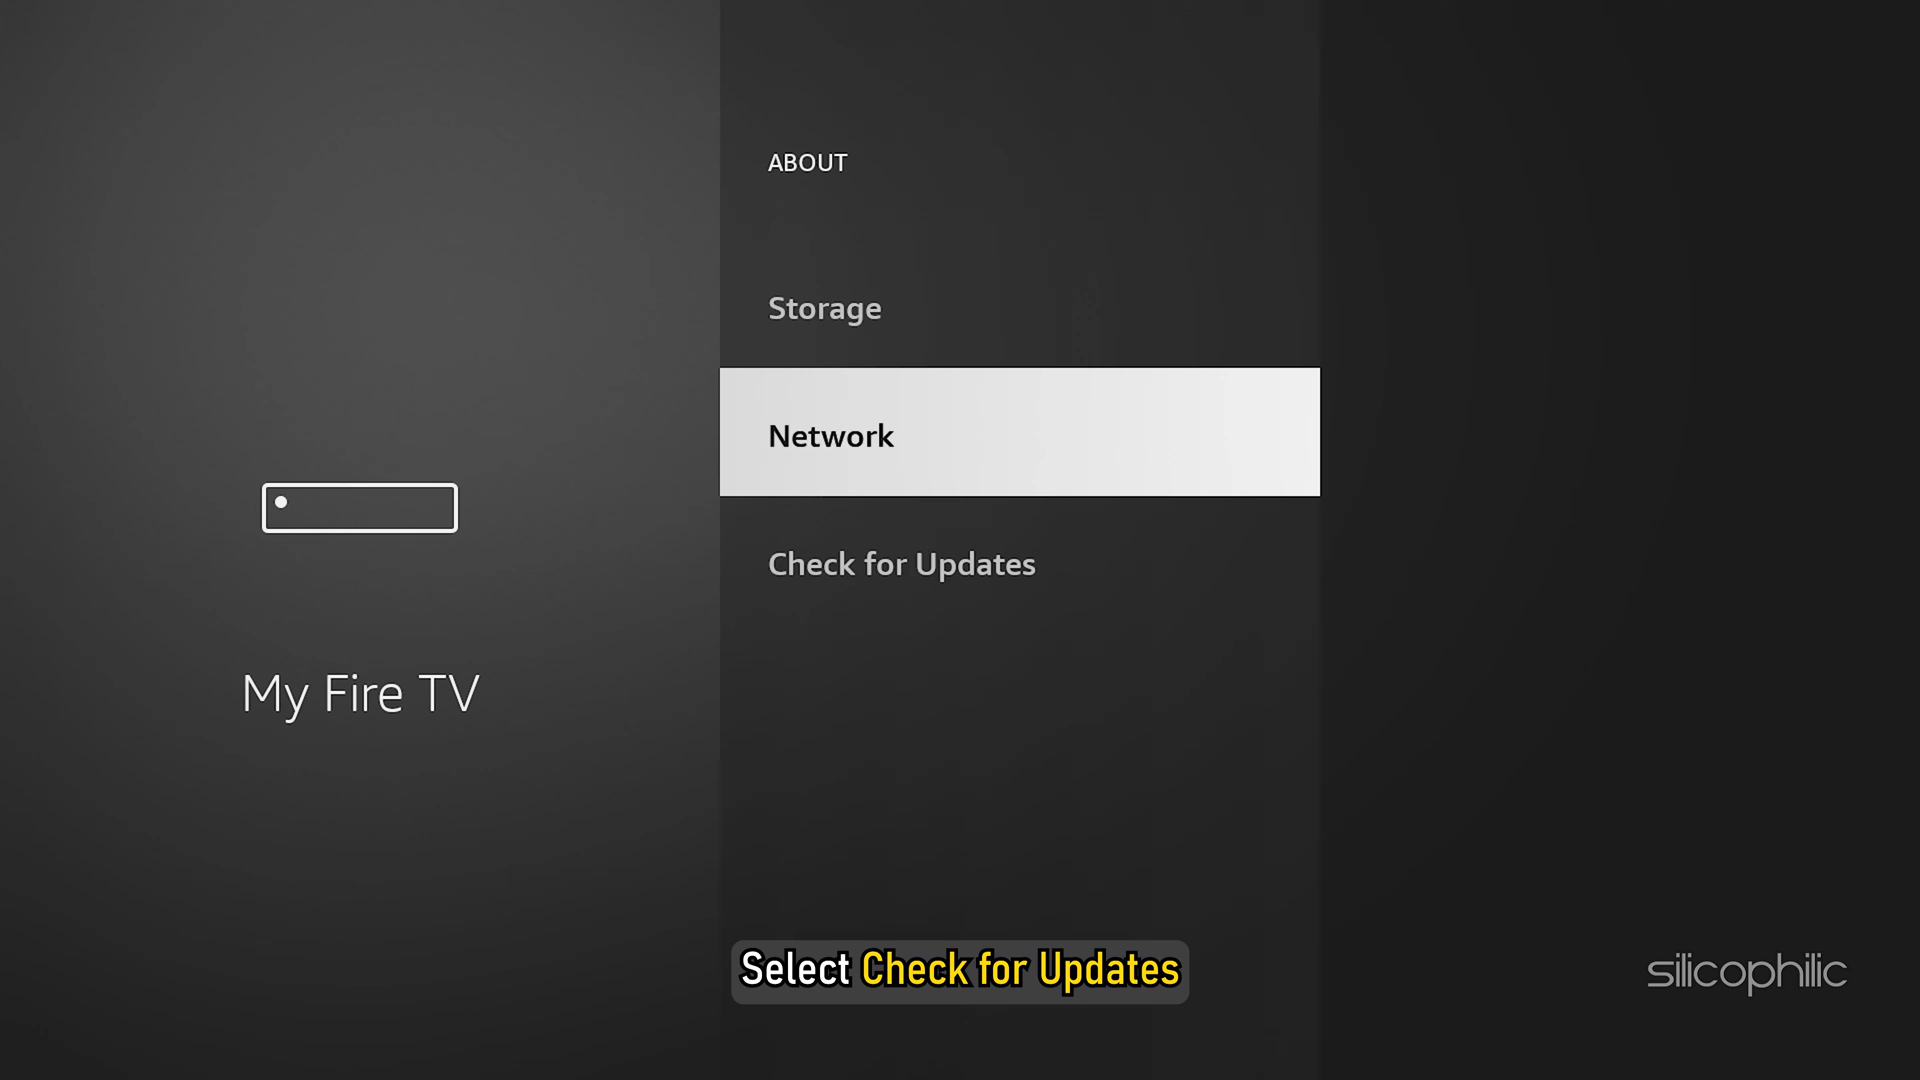 ABOUT
Storage
Network
Check for Updates
My Fire TV
Select Check for Updates
silicophilic